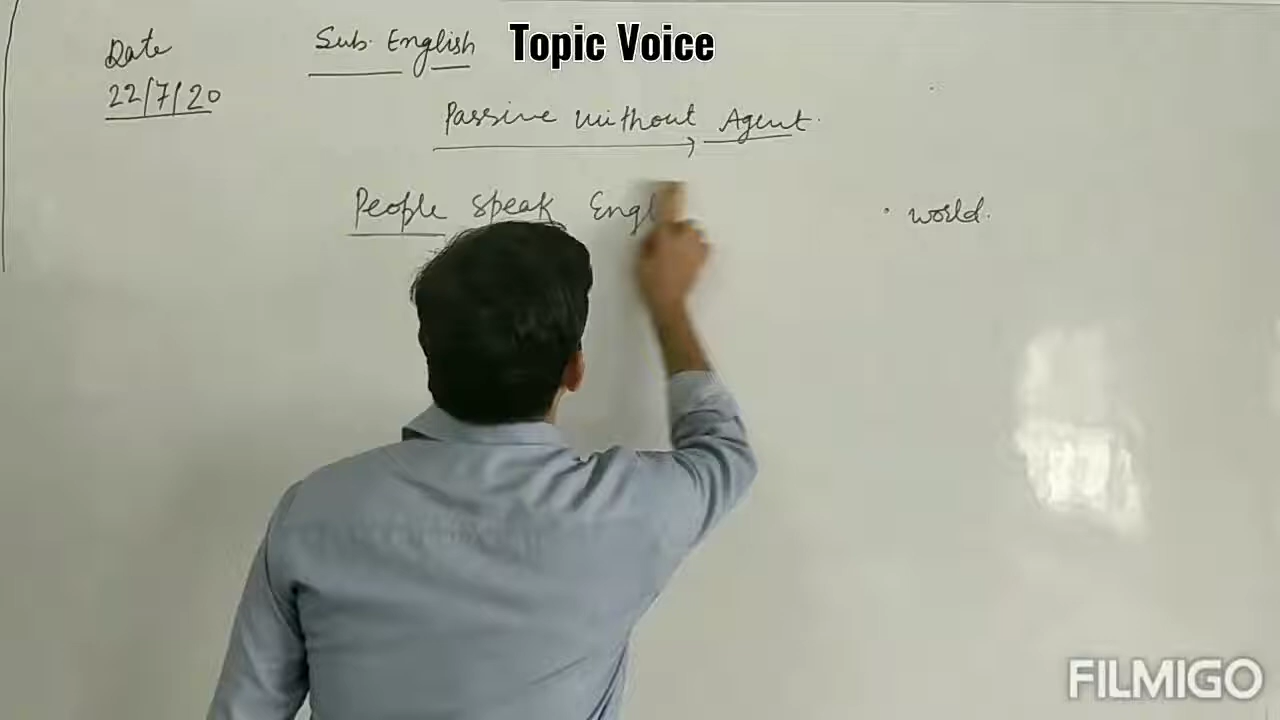 Date
22/7/20
Sub. English
Topic Voice
Passive without Agent.
People speak Engl world.
FILMIGO